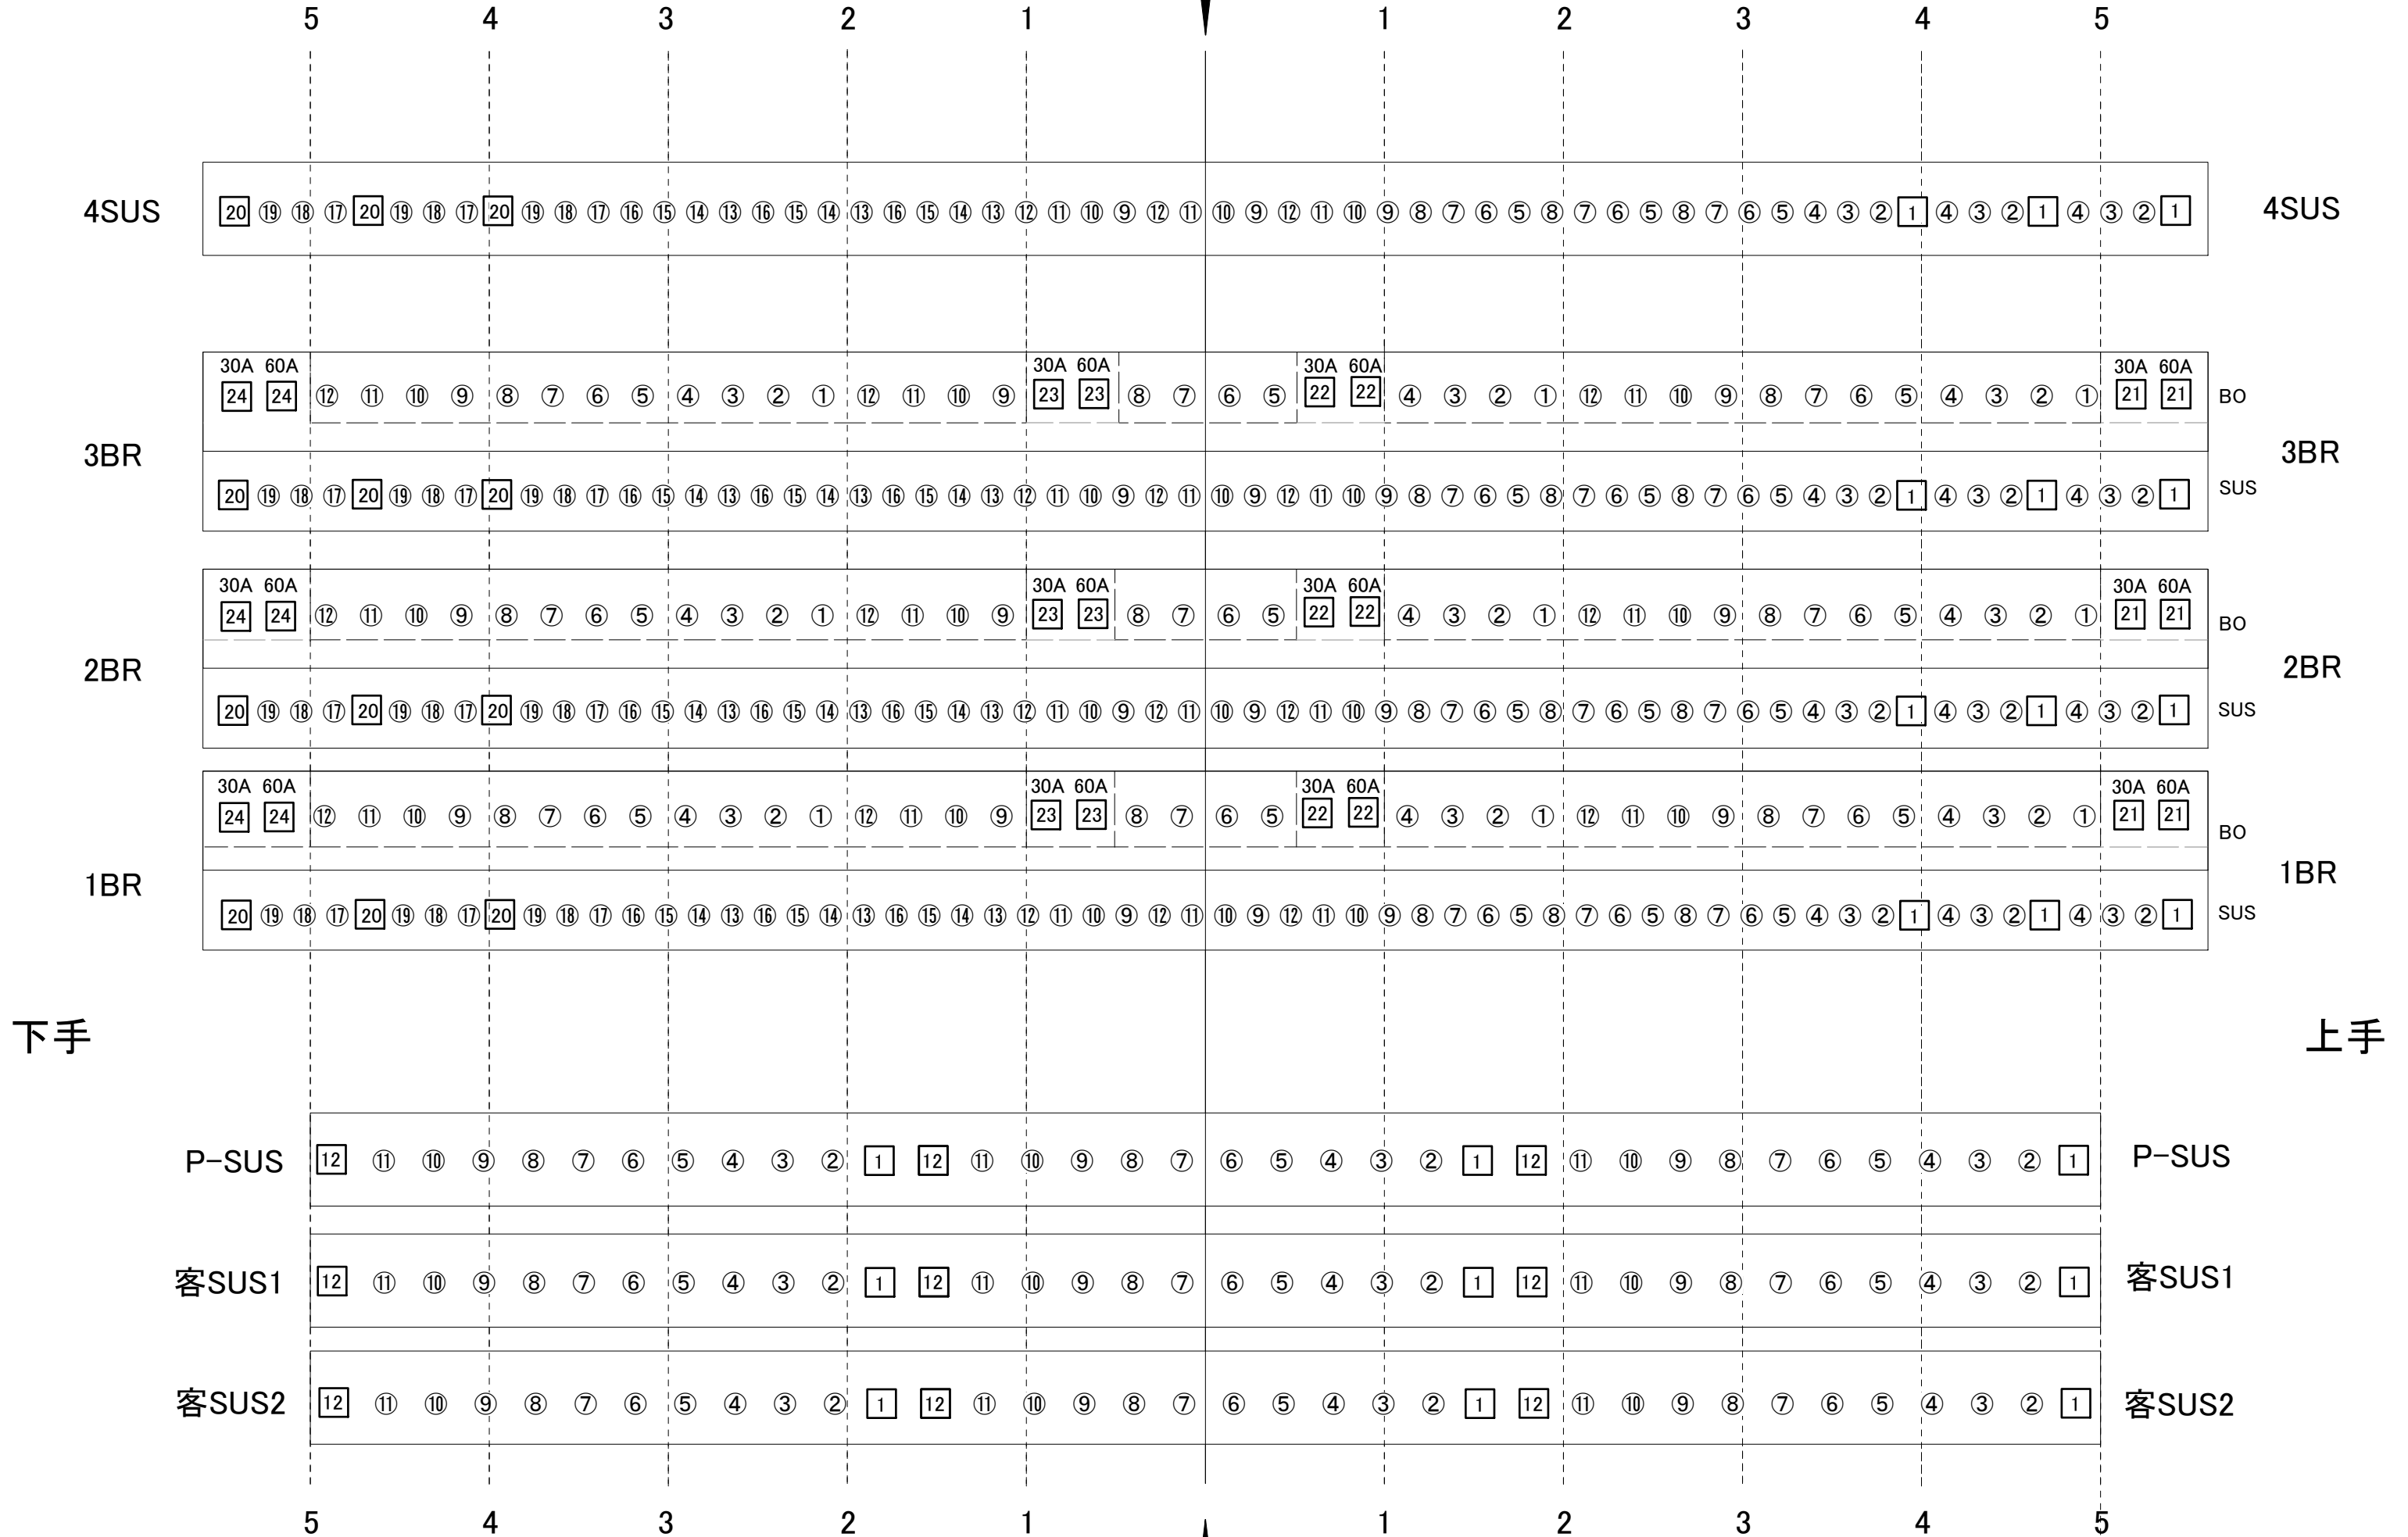 5 4 3 2 1 1 2 3 4 5
4SUS 20 ⑲ ⑱ ⑰ 20 ⑲ ⑱ ⑰ 20 ⑲ ⑱ ⑰ ⑯ ⑮ ⑭ ⑬ ⑯ ⑮ ⑭ ⑬ ⑯ ⑮ ⑭ ⑬ ⑫ ⑪ ⑩ ⑨ ⑫ ⑪ ⑩ ⑨ ⑫ ⑪ ⑩ ⑨ ⑧ ⑦ ⑥ ⑤ ⑧ ⑦ ⑥ ⑤ ⑧ ⑦ ⑥ ⑤ ④ ③ ② 1 ④ ③ ② 1 ④ ③ ② 1 4SUS
30A 60A 30A 60A 30A 60A 30A 60A
24 24 ⑫ ⑪ ⑩ ⑨ ⑧ ⑦ ⑥ ⑤ ④ ③ ② ① ⑫ ⑪ ⑩ ⑨ 23 23 ⑧ ⑦ ⑥ ⑤ 22 22 ④ ③ ② ① ⑫ ⑪ ⑩ ⑨ ⑧ ⑦ ⑥ ⑤ ④ ③ ② ① 21 21 BO
3BR 3BR
20 ⑲ ⑱ ⑰ 20 ⑲ ⑱ ⑰ 20 ⑲ ⑱ ⑰ ⑯ ⑮ ⑭ ⑬ ⑯ ⑮ ⑭ ⑬ ⑯ ⑮ ⑭ ⑬ ⑫ ⑪ ⑩ ⑨ ⑫ ⑪ ⑩ ⑨ ⑫ ⑪ ⑩ ⑨ ⑧ ⑦ ⑥ ⑤ ⑧ ⑦ ⑥ ⑤ ⑧ ⑦ ⑥ ⑤ ④ ③ ② 1 ④ ③ ② 1 ④ ③ ② 1 SUS
30A 60A 30A 60A 30A 60A 30A 60A
24 24 ⑫ ⑪ ⑩ ⑨ ⑧ ⑦ ⑥ ⑤ ④ ③ ② ① ⑫ ⑪ ⑩ ⑨ 23 23 ⑧ ⑦ ⑥ ⑤ 22 22 ④ ③ ② ① ⑫ ⑪ ⑩ ⑨ ⑧ ⑦ ⑥ ⑤ ④ ③ ② ① 21 21 BO
2BR 2BR
20 ⑲ ⑱ ⑰ 20 ⑲ ⑱ ⑰ 20 ⑲ ⑱ ⑰ ⑯ ⑮ ⑭ ⑬ ⑯ ⑮ ⑭ ⑬ ⑯ ⑮ ⑭ ⑬ ⑫ ⑪ ⑩ ⑨ ⑫ ⑪ ⑩ ⑨ ⑫ ⑪ ⑩ ⑨ ⑧ ⑦ ⑥ ⑤ ⑧ ⑦ ⑥ ⑤ ⑧ ⑦ ⑥ ⑤ ④ ③ ② 1 ④ ③ ② 1 ④ ③ ② 1 SUS
30A 60A 30A 60A 30A 60A 30A 60A
24 24 ⑫ ⑪ ⑩ ⑨ ⑧ ⑦ ⑥ ⑤ ④ ③ ② ① ⑫ ⑪ ⑩ ⑨ 23 23 ⑧ ⑦ ⑥ ⑤ 22 22 ④ ③ ② ① ⑫ ⑪ ⑩ ⑨ ⑧ ⑦ ⑥ ⑤ ④ ③ ② ① 21 21 BO
1BR 1BR
20 ⑲ ⑱ ⑰ 20 ⑲ ⑱ ⑰ 20 ⑲ ⑱ ⑰ ⑯ ⑮ ⑭ ⑬ ⑯ ⑮ ⑭ ⑬ ⑯ ⑮ ⑭ ⑬ ⑫ ⑪ ⑩ ⑨ ⑫ ⑪ ⑩ ⑨ ⑫ ⑪ ⑩ ⑨ ⑧ ⑦ ⑥ ⑤ ⑧ ⑦ ⑥ ⑤ ⑧ ⑦ ⑥ ⑤ ④ ③ ② 1 ④ ③ ② 1 ④ ③ ② 1 SUS
下手 上手
P-SUS 12 ⑪ ⑩ ⑨ ⑧ ⑦ ⑥ ⑤ ④ ③ ② 1 12 ⑪ ⑩ ⑨ ⑧ ⑦ ⑥ ⑤ ④ ③ ② 1 12 ⑪ ⑩ ⑨ ⑧ ⑦ ⑥ ⑤ ④ ③ ② 1 P-SUS
客SUS1 12 ⑪ ⑩ ⑨ ⑧ ⑦ ⑥ ⑤ ④ ③ ② 1 12 ⑪ ⑩ ⑨ ⑧ ⑦ ⑥ ⑤ ④ ③ ② 1 12 ⑪ ⑩ ⑨ ⑧ ⑦ ⑥ ⑤ ④ ③ ② 1 客SUS1
客SUS2 12 ⑪ ⑩ ⑨ ⑧ ⑦ ⑥ ⑤ ④ ③ ② 1 12 ⑪ ⑩ ⑨ ⑧ ⑦ ⑥ ⑤ ④ ③ ② 1 12 ⑪ ⑩ ⑨ ⑧ ⑦ ⑥ ⑤ ④ ③ ② 1 客SUS2
5 4 3 2 1 1 2 3 4 5